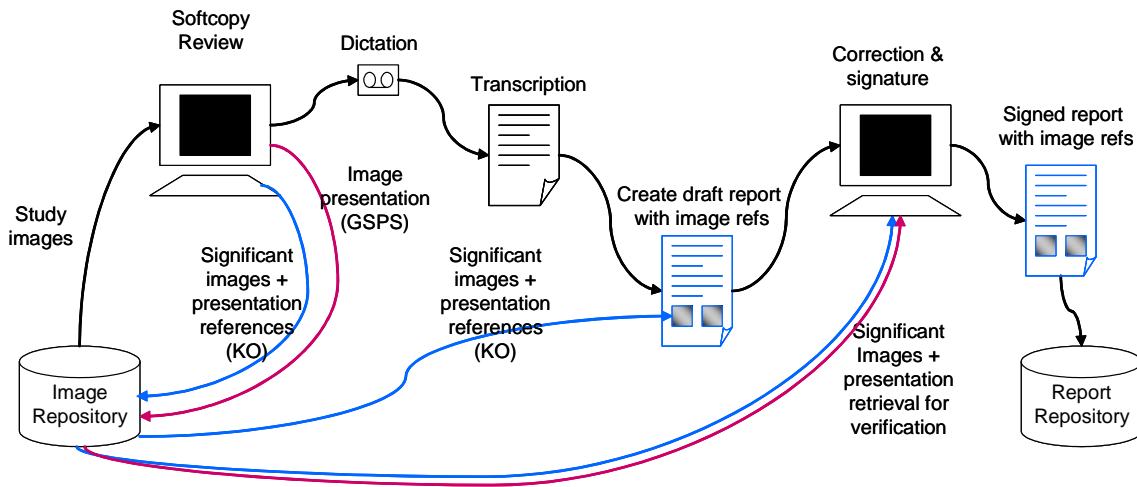 Softcopy
Review
Dictation
Transcription
Correction &
signature
Signed report
with image refs
Study
images
Image
presentation
(GSPS)
Create draft report
with image refs
Significant
images +
presentation
references
(KO)
Significant
images +
presentation
references
(KO)
Significant
Images +
presentation
retrieval for
verification
Image
Repository
Report
Repository